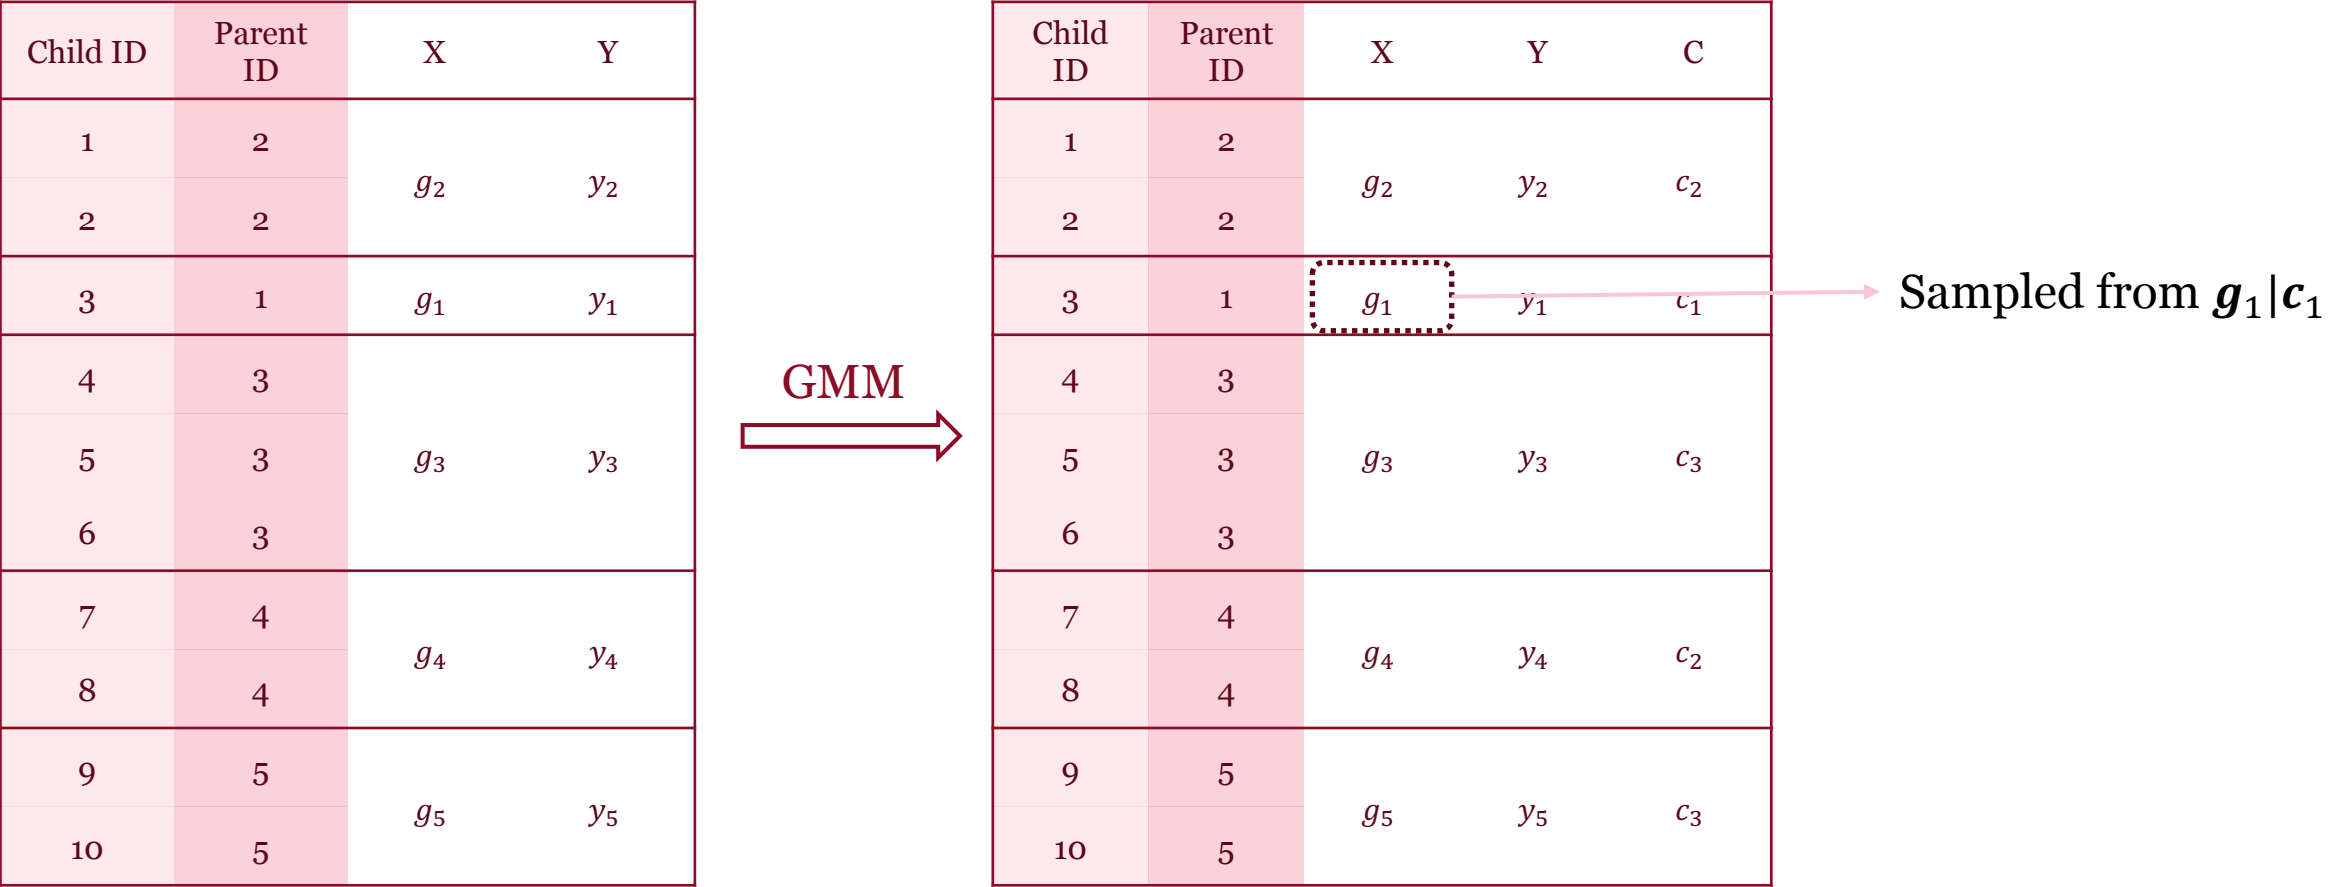 Child ID Parent ID X Y
1 2
g₂ y₂
2 2
3 1 g₁ y₁
4 3
5 3 g₃ y₃
6 3
7 4
g₄ y₄
8 4
9 5
g₅ y₅
10 5
GMM
Child ID Parent ID X Y C
1 2
g₂ y₂ c₂
2 2
3 1 g₁ y₁ c₁
4 3
5 3 g₃ y₃ c₃
6 3
7 4
g₄ y₄ c₂
8 4
9 5
g₅ y₅ c₃
10 5
Sampled from g₁|c₁